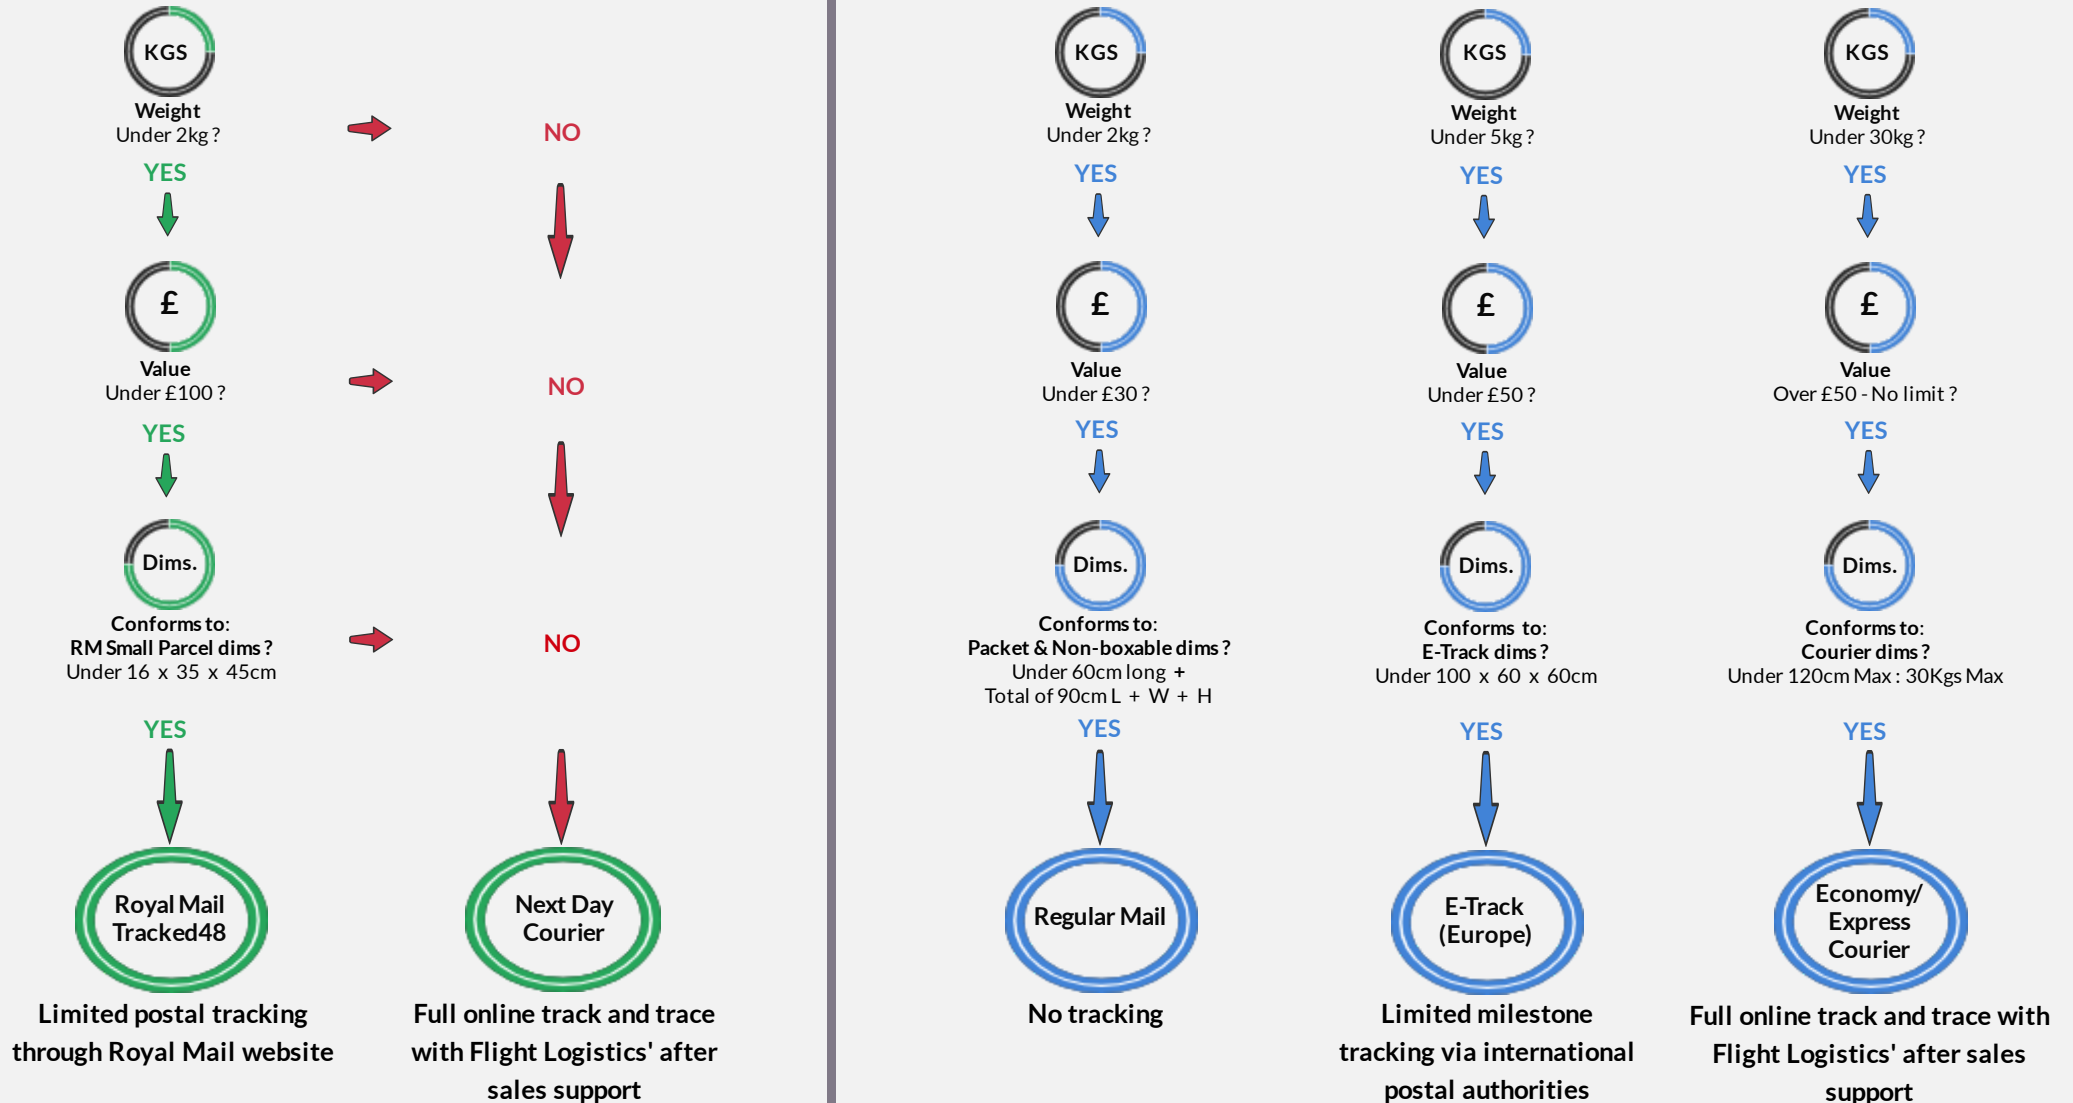 KGS
Weight
Under 2kg ?
NO
YES
£
Value
Under £100 ?
NO
YES
Dims.
Conforms to:
RM Small Parcel dims ?
Under 16 x 35 x 45cm
NO
YES
Royal Mail
Tracked48
Limited postal tracking
through Royal Mail website
Next Day
Courier
Full online track and trace
with Flight Logistics' after
sales support
KGS
Weight
Under 2kg ?
YES
£
Value
Under £30 ?
YES
Dims.
Conforms to:
Packet & Non-boxable dims ?
Under 60cm long +
Total of 90cm L + W + H
YES
Regular Mail
No tracking
KGS
Weight
Under 5kg ?
YES
£
Value
Under £50 ?
YES
Dims.
Conforms to:
E-Track dims ?
Under 100 x 60 x 60cm
YES
E-Track
(Europe)
Limited milestone
tracking via international
postal authorities
KGS
Weight
Under 30kg ?
YES
£
Value
Over £50 - No limit ?
YES
Dims.
Conforms to:
Courier dims ?
Under 120cm Max : 30Kgs Max
YES
Economy/
Express
Courier
Full online track and trace with
Flight Logistics' after sales
support